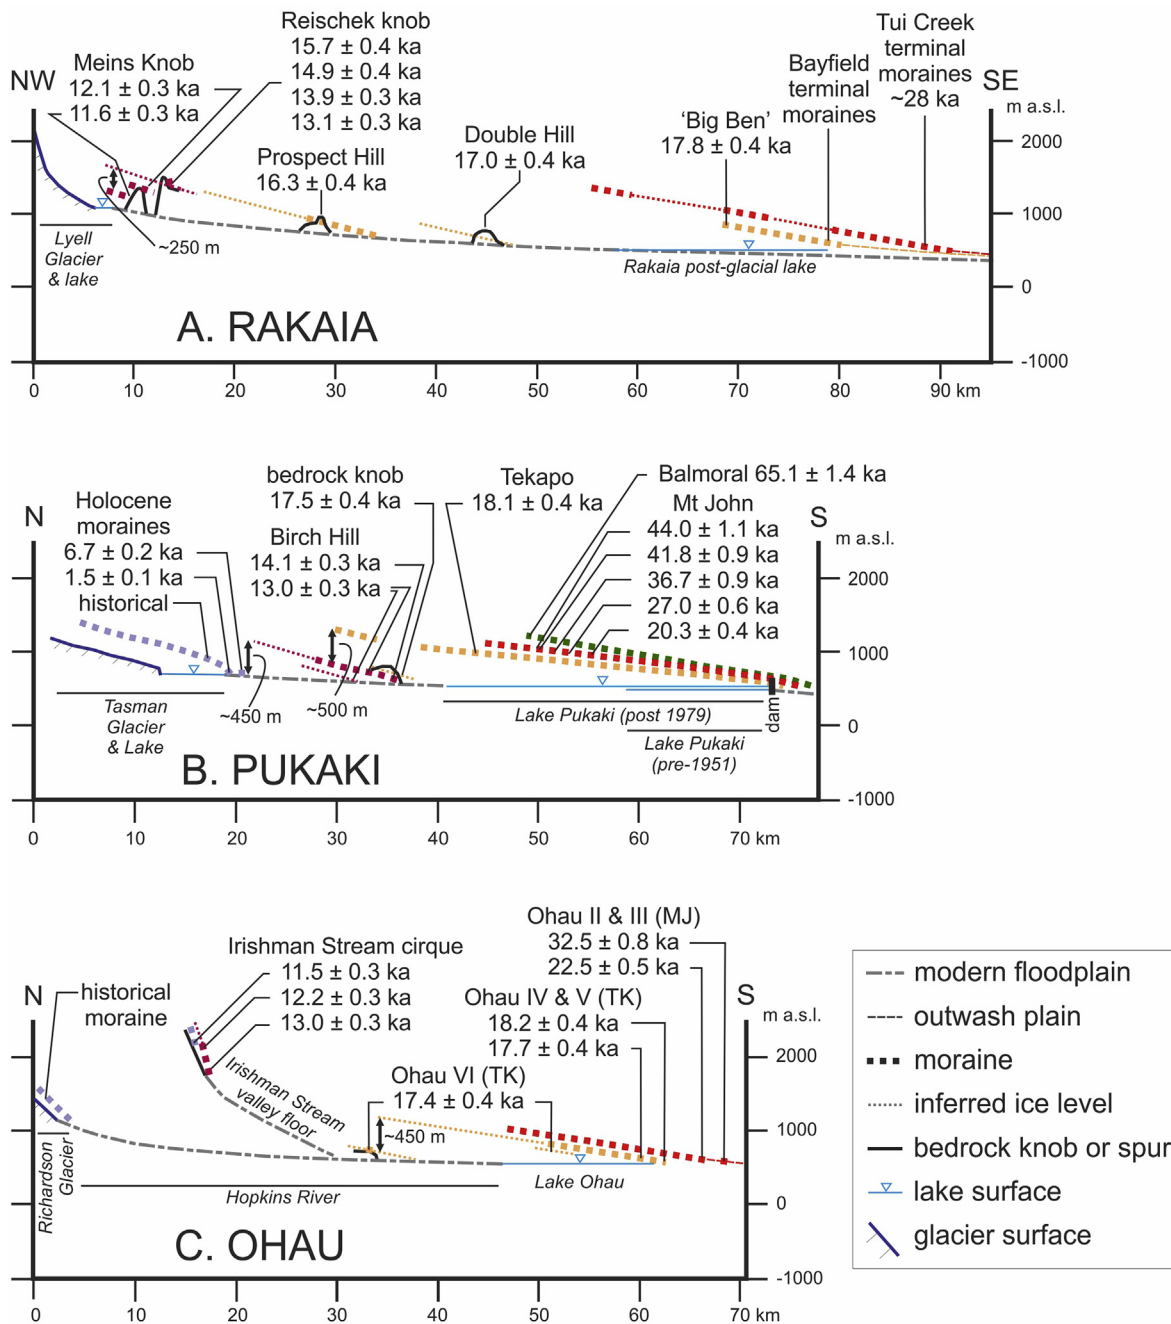 NW
Meins Knob
12.1 ± 0.3 ka
11.6 ± 0.3 ka
Reischek knob
15.7 ± 0.4 ka
14.9 ± 0.4 ka
13.9 ± 0.3 ka
13.1 ± 0.3 ka
Prospect Hill
16.3 ± 0.4 ka
Double Hill
17.0 ± 0.4 ka
'Big Ben'
17.8 ± 0.4 ka
Bayfield
terminal
moraines
Tui Creek
terminal
moraines
~28 ka
SE
m a.s.l.
2000
1000
0
-1000
Lyell
Glacier
& lake
~250 m
Rakaia post-glacial lake
A. RAKAIA
0 10 20 30 40 50 60 70 80 90 km
N
Holocene
moraines
6.7 ± 0.2 ka
1.5 ± 0.1 ka
historical
bedrock knob
17.5 ± 0.4 ka
Birch Hill
14.1 ± 0.3 ka
13.0 ± 0.3 ka
Tekapo
18.1 ± 0.4 ka
Balmoral 65.1 ± 1.4 ka
Mt John
44.0 ± 1.1 ka
41.8 ± 0.9 ka
36.7 ± 0.9 ka
27.0 ± 0.6 ka
20.3 ± 0.4 ka
S
m a.s.l.
2000
1000
0
-1000
Tasman
Glacier
& Lake
~450 m
~500 m
Lake Pukaki (post 1979)
Lake Pukaki
(pre-1951)
dam
B. PUKAKI
0 10 20 30 40 50 60 70 km
N
historical
moraine
Irishman Stream cirque
11.5 ± 0.3 ka
12.2 ± 0.3 ka
13.0 ± 0.3 ka
Ohau II & III (MJ)
32.5 ± 0.8 ka
22.5 ± 0.5 ka
Ohau IV & V (TK)
18.2 ± 0.4 ka
17.7 ± 0.4 ka
Ohau VI (TK)
17.4 ± 0.4 ka
S
m a.s.l.
2000
1000
0
-1000
Irishman Stream
valley floor
~450 m
Richardson
Glacier
Hopkins River
Lake Ohau
C. OHAU
0 10 20 30 40 50 60 70 km
modern floodplain
outwash plain
moraine
inferred ice level
bedrock knob or spur
lake surface
glacier surface